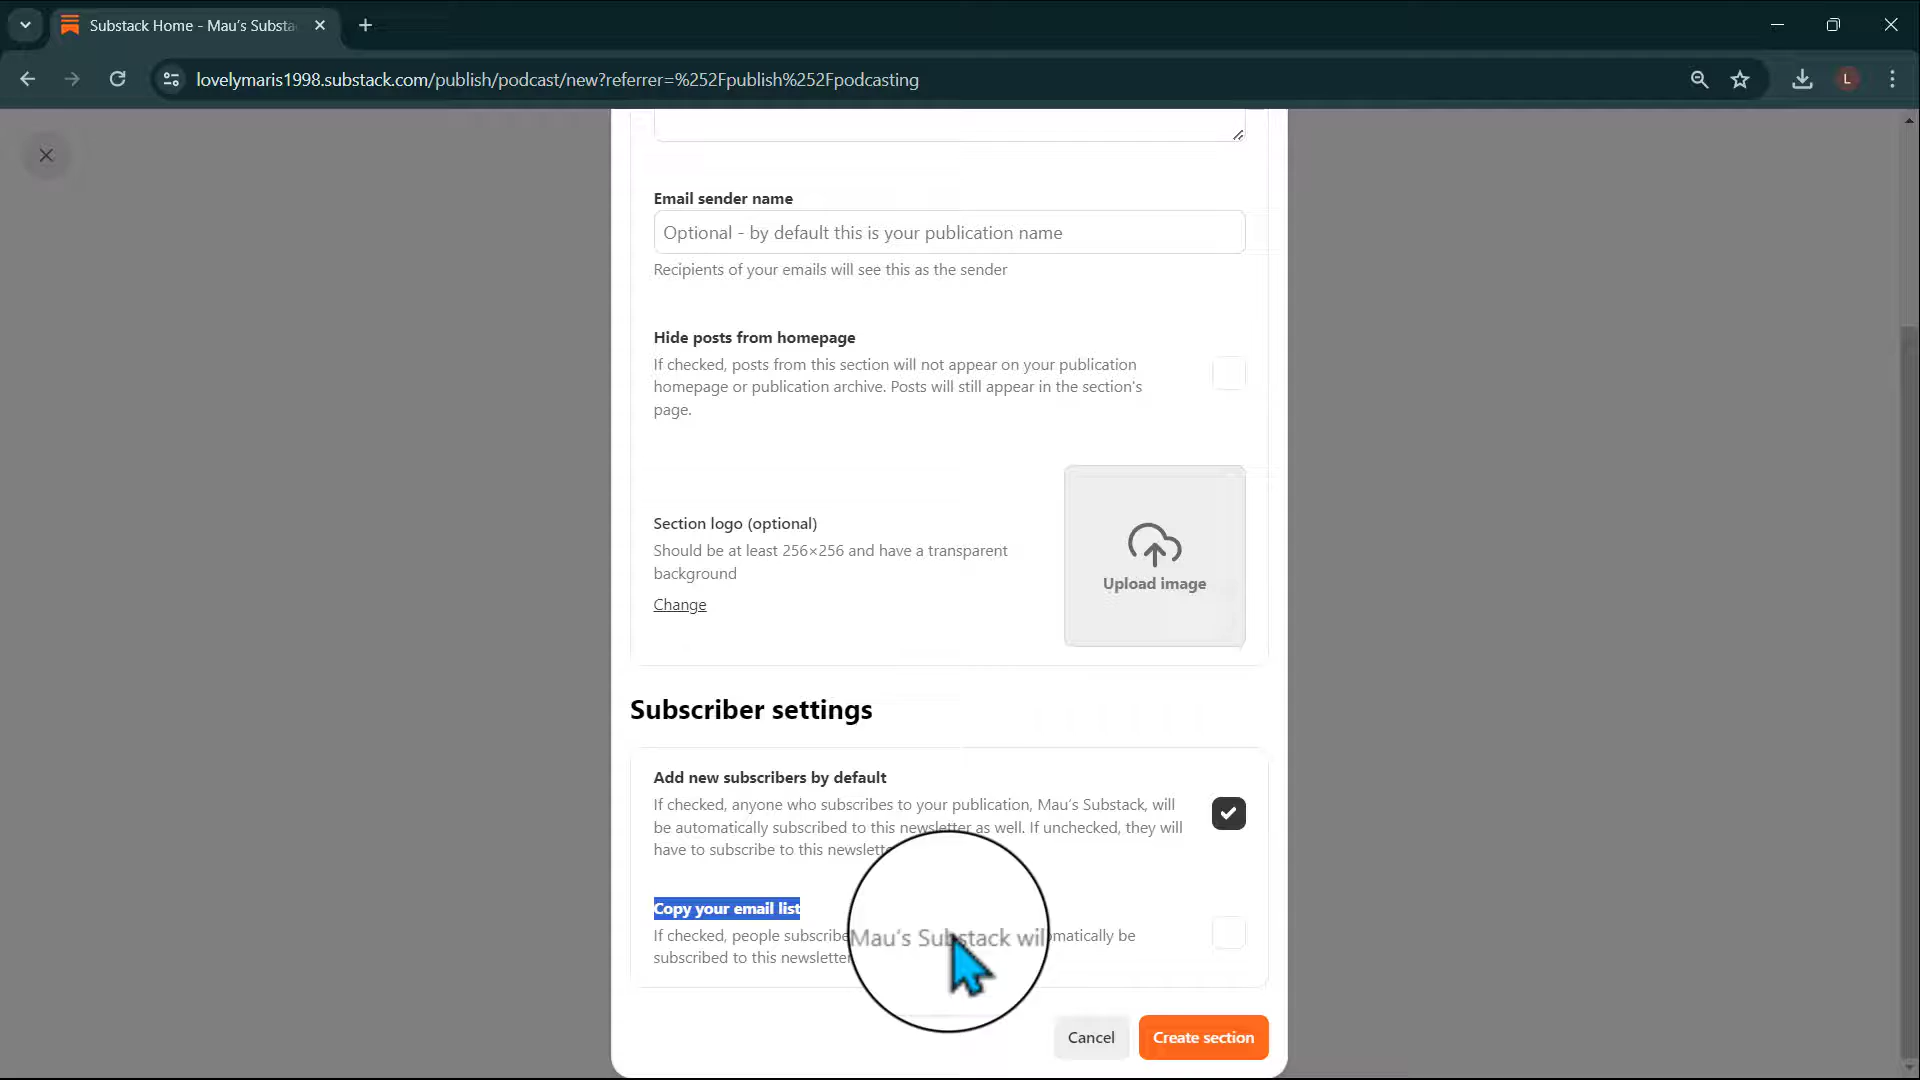 Substack Home - Mau's Substa
lovelymaris1998.substack.com/publish/podcast/new?referrer=%252Fpublish%252Fpodcasting
L
Email sender name
Optional - by default this is your publication name
Recipients of your emails will see this as the sender
Hide posts from homepage
If checked, posts from this section will not appear on your publication
homepage or publication archive. Posts will still appear in the section's
page.
Section logo (optional)
Should be at least 256×256 and have a transparent
background
Change
Upload image
Subscriber settings
Add new subscribers by default
If checked, anyone who subscribes to your publication, Mau's Substack, will
be automatically subscribed to this newsletter as well. If unchecked, they will
have to subscribe to this newslette
Copy your email list
If checked, people subscribe Mau's Substack wil matically be
subscribed to this newsletter
Cancel
Create section